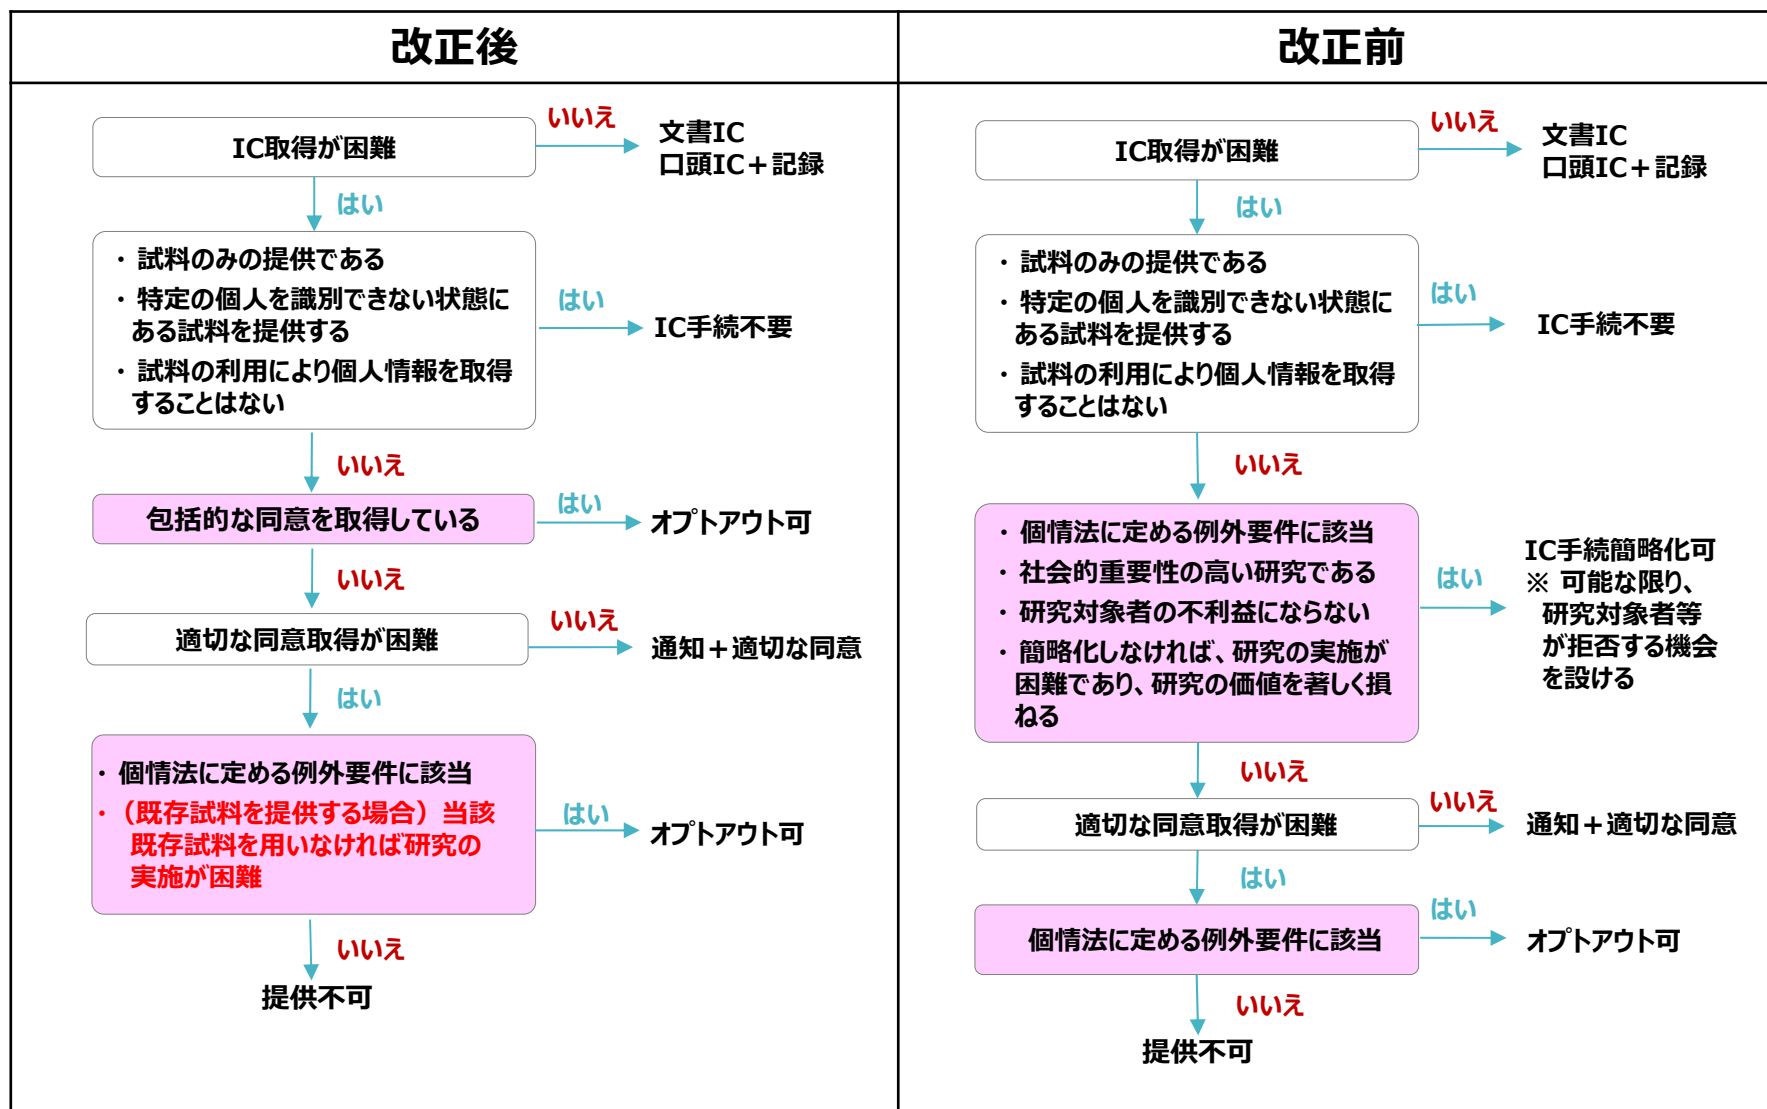 改正後
IC取得が困難
いいえ
文書IC
口頭IC＋記録
はい
・ 試料のみの提供である
・ 特定の個人を識別できない状態に
ある試料を提供する
・ 試料の利用により個人情報を取得
することはない
はい
IC手続不要
いいえ
包括的な同意を取得している
はい
オプトアウト可
いいえ
適切な同意取得が困難
いいえ
通知＋適切な同意
はい
・ 個情法に定める例外要件に該当
・（既存試料を提供する場合）当該
既存試料を用いなければ研究の
実施が困難
はい
オプトアウト可
いいえ
提供不可
改正前
IC取得が困難
いいえ
文書IC
口頭IC＋記録
はい
・ 試料のみの提供である
・ 特定の個人を識別できない状態に
ある試料を提供する
・ 試料の利用により個人情報を取得
することはない
はい
IC手続不要
いいえ
・ 個情法に定める例外要件に該当
・ 社会的重要性の高い研究である
・ 研究対象者の不利益にならない
・ 簡略化しなければ、研究の実施が
困難であり、研究の価値を著しく損
ねる
はい
IC手続簡略化可
※ 可能な限り、
研究対象者等
が拒否する機会
を設ける
いいえ
適切な同意取得が困難
いいえ
通知＋適切な同意
はい
個情法に定める例外要件に該当
はい
オプトアウト可
いいえ
提供不可